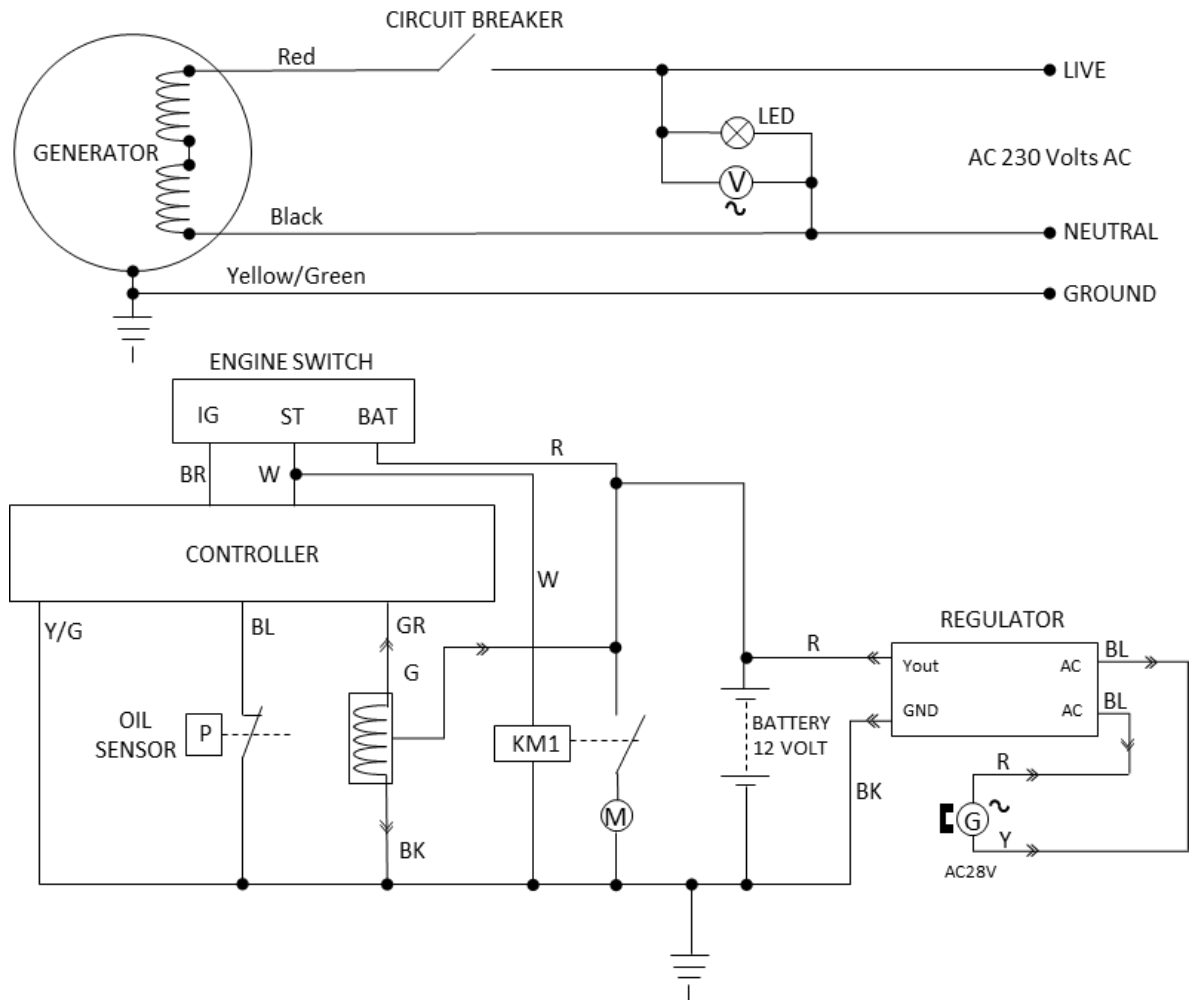 CIRCUIT BREAKER
Red
LIVE
LED
GENERATOR
AC 230 Volts AC
V
Black
NEUTRAL
Yellow/Green
GROUND
ENGINE SWITCH
IG ST BAT
R
BR W
CONTROLLER
W
Y/G BL GR
G
REGULATOR
R
Yout AC
BL
GND AC
BL
OIL
SENSOR
P
KM1
BATTERY
12 VOLT
R
BK
M
G
Y
BK
AC28V